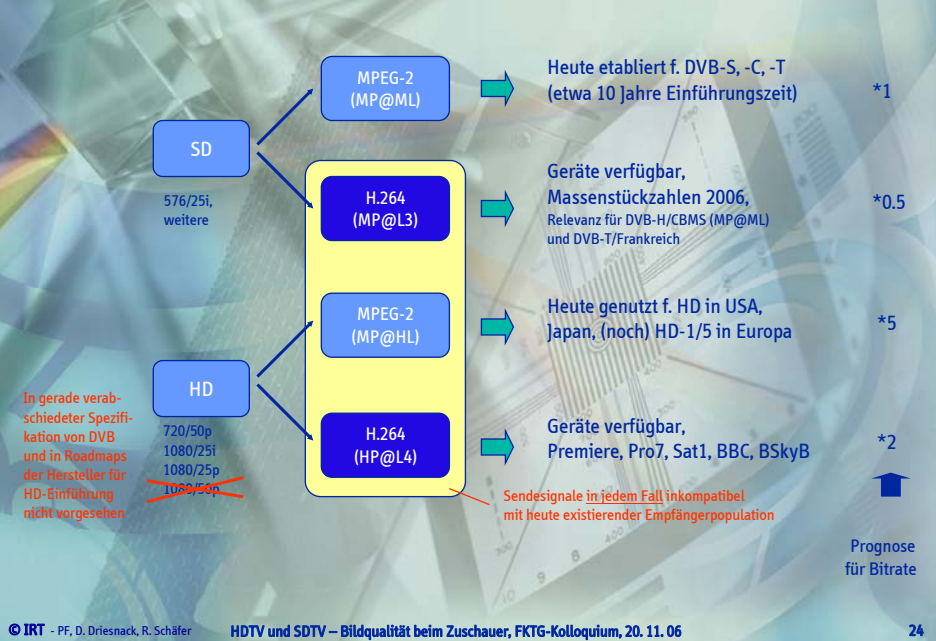 MPEG-2
(MP@ML)
Heute etabliert f. DVB-S, -C, -T
(etwa 10 Jahre Einführungszeit)
*1
SD
576/25i,
weitere
H.264
(MP@L3)
Geräte verfügbar,
Massenstückzahlen 2006,
Relevanz für DVB-H/CBMS (MP@ML)
und DVB-T/Frankreich
*0.5
MPEG-2
(MP@HL)
Heute genutzt f. HD in USA,
Japan, (noch) HD-1/5 in Europa
*5
HD
720/50p
1080/25i
1080/25p
1080/50p
In gerade verab-
schiedeter Spezifi-
kation von DVB
und in Roadmaps
der Hersteller für
HD-Einführung
nicht vorgesehen
H.264
(HP@L4)
Geräte verfügbar,
Premiere, Pro7, Sat1, BBC, BSkyB
*2
Sendesignale in jedem Fall inkompatibel
mit heute existierender Empfängerpopulation
Prognose
für Bitrate
© IRT - PF, D. Driesnack, R. Schäfer
HDTV und SDTV – Bildqualität beim Zuschauer, FKTG-Kolloquium, 20. 11. 06
24